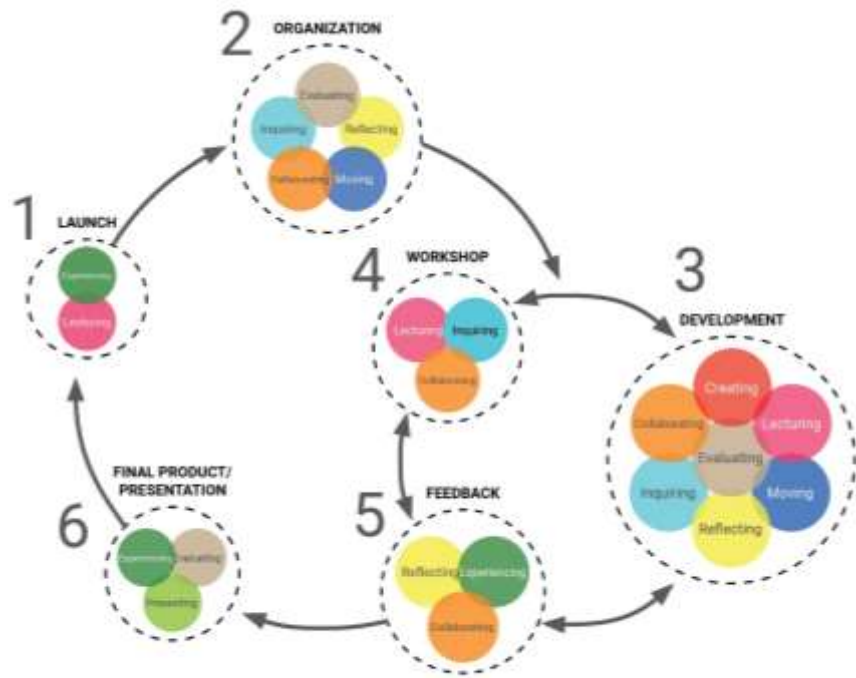 1
LAUNCH
Experiencing
Lecturing
2
ORGANIZATION
Evaluating
Inquiring
Reflecting
Collaborating
Moving
3
DEVELOPMENT
Creating
Collaborating
Lecturing
Evaluating
Inquiring
Moving
Reflecting
4
WORKSHOP
Lecturing
Inquiring
Collaborating
5
FEEDBACK
Reflecting
Experiencing
Collaborating
6
FINAL PRODUCT/
PRESENTATION
Experiencing
Evaluating
Presenting